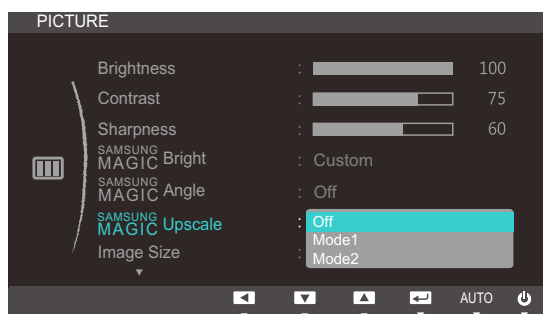 PICTURE
Brightness : 100
Contrast : 75
Sharpness : 60
SAMSUNG MAGIC Bright : Custom
SAMSUNG MAGIC Angle : Off
SAMSUNG MAGIC Upscale : Off
Mode1
Image Size : Mode2
AUTO